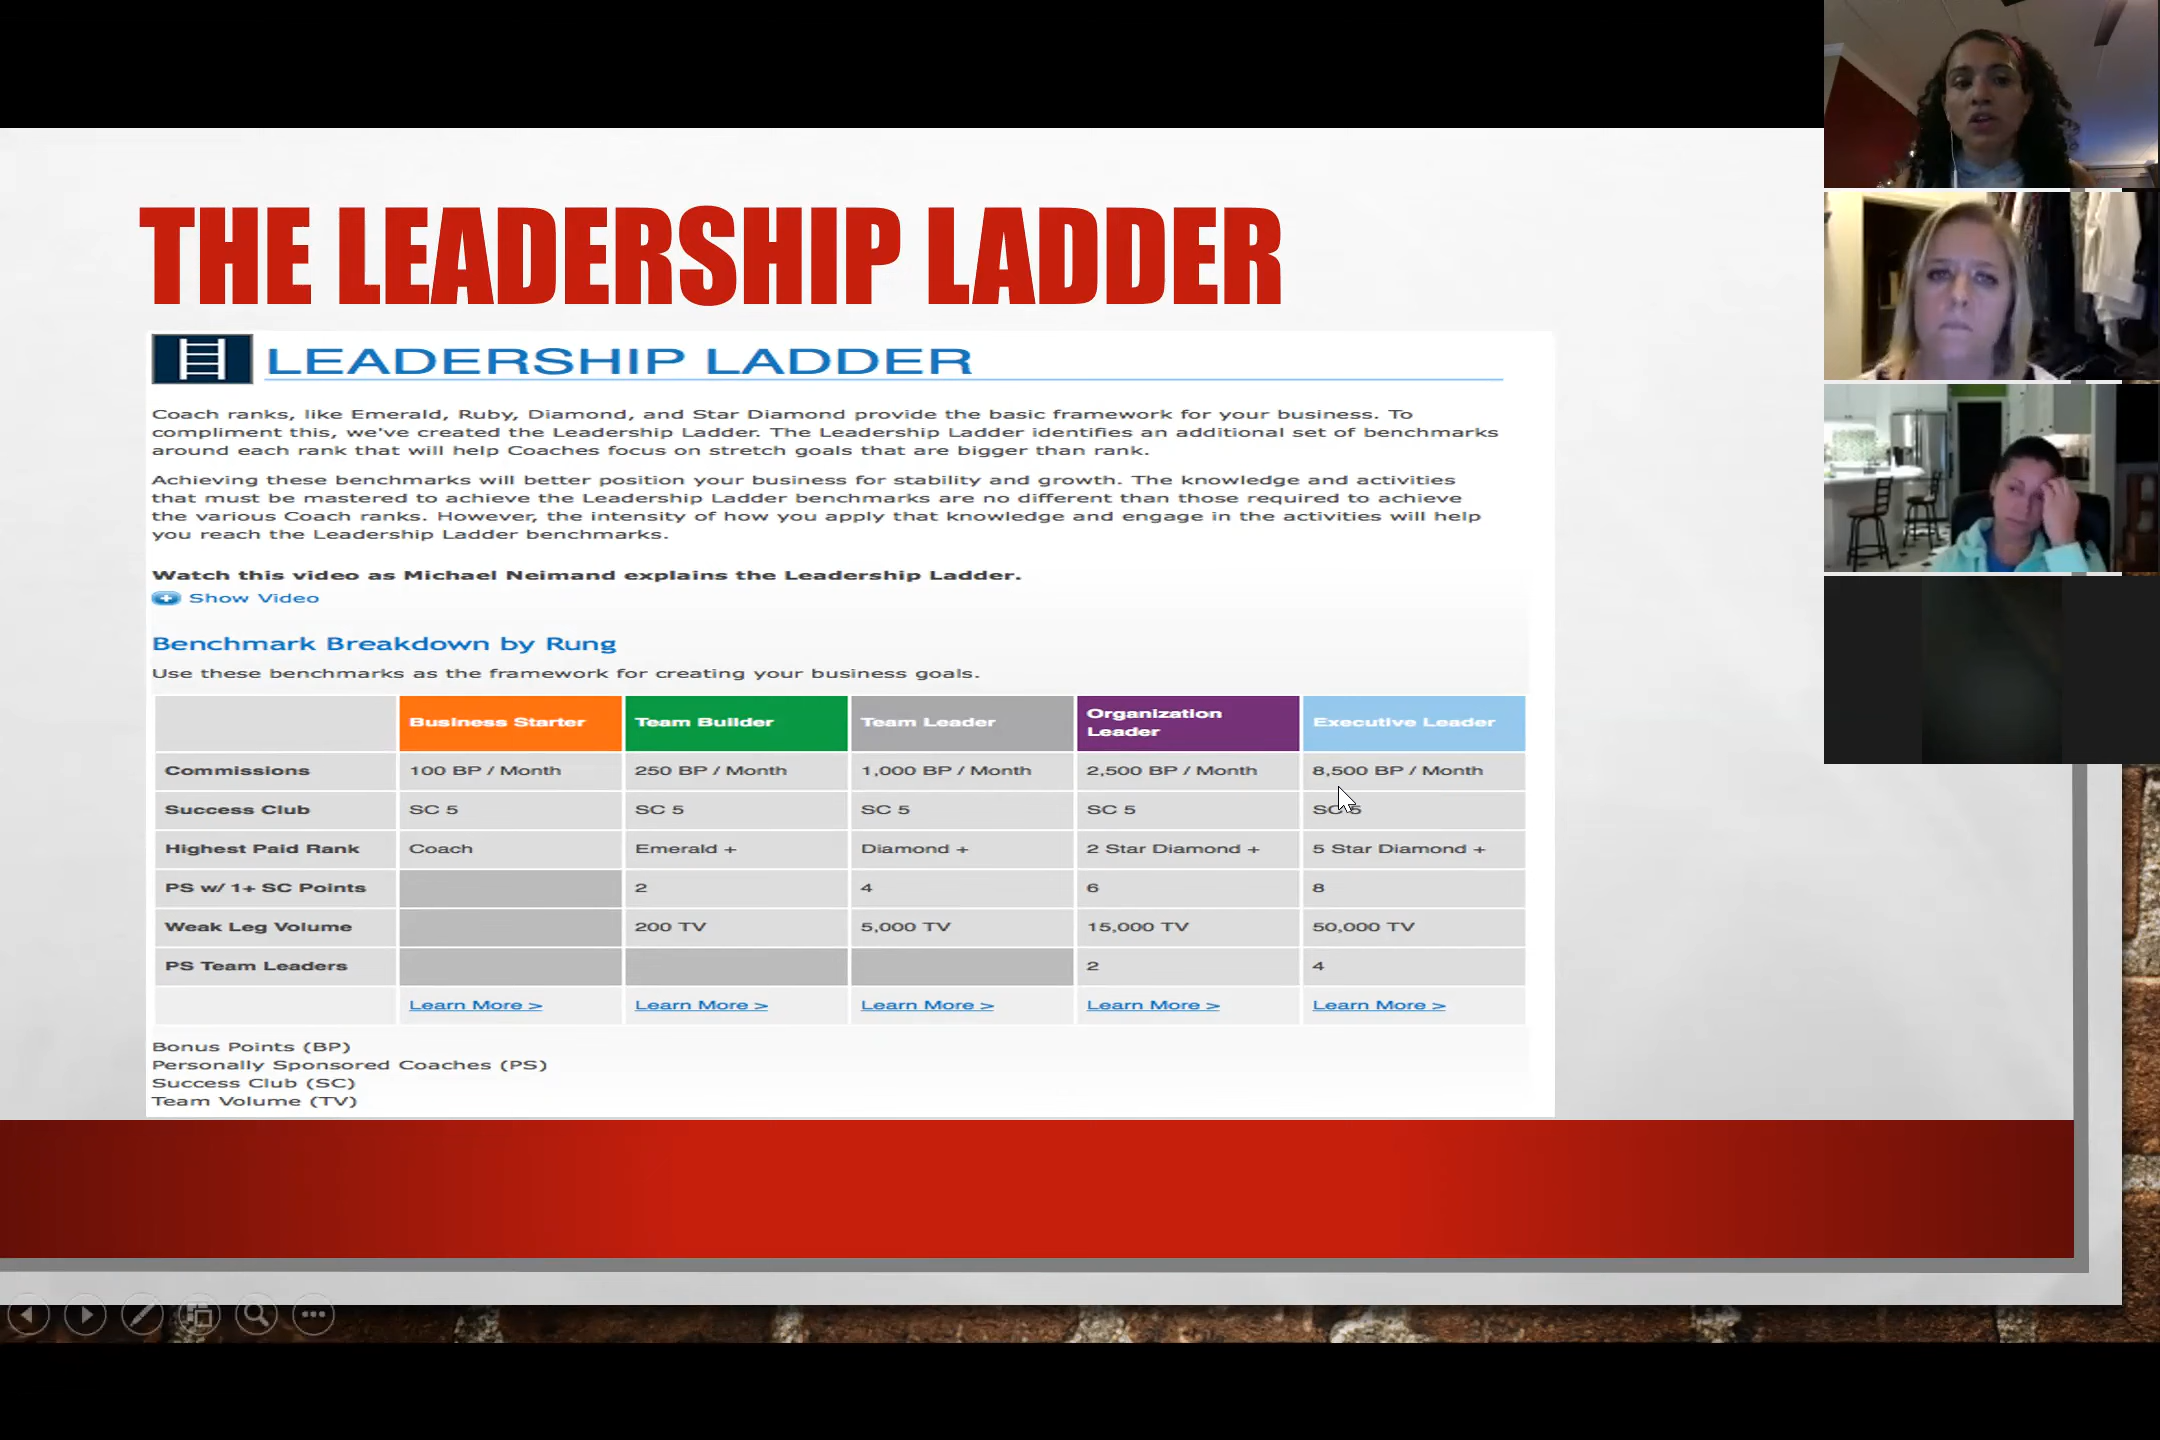 THE LEADERSHIP LADDER
LEADERSHIP LADDER
Coach ranks, like Emerald, Ruby, Diamond, and Star Diamond provide the basic framework for your business. To
compliment this, we've created the Leadership Ladder. The Leadership Ladder identifies an additional set of benchmarks
around each rank that will help Coaches focus on stretch goals that are bigger than rank.
Achieving these benchmarks will better position your business for stability and growth. The knowledge and activities
that must be mastered to achieve the Leadership Ladder benchmarks are no different than those required to achieve
the various Coach ranks. However, the intensity of how you apply that knowledge and engage in the activities will help
you reach the Leadership Ladder benchmarks.
Watch this video as Michael Neimand explains the Leadership Ladder.
Show Video
Benchmark Breakdown by Rung
Use these benchmarks as the framework for creating your business goals.
Business Starter Team Builder Team Leader Organization Leader Executive Leader
Commissions 100 BP / Month 250 BP / Month 1,000 BP / Month 2,500 BP / Month 8,500 BP / Month
Success Club SC 5 SC 5 SC 5 SC 5 SC 5
Highest Paid Rank Coach Emerald + Diamond + 2 Star Diamond + 5 Star Diamond +
PS w/ 1+ SC Points 2 4 6 8
Weak Leg Volume 200 TV 5,000 TV 15,000 TV 50,000 TV
PS Team Leaders 2 4
Learn More > Learn More > Learn More > Learn More > Learn More >
Bonus Points (BP)
Personally Sponsored Coaches (PS)
Success Club (SC)
Team Volume (TV)